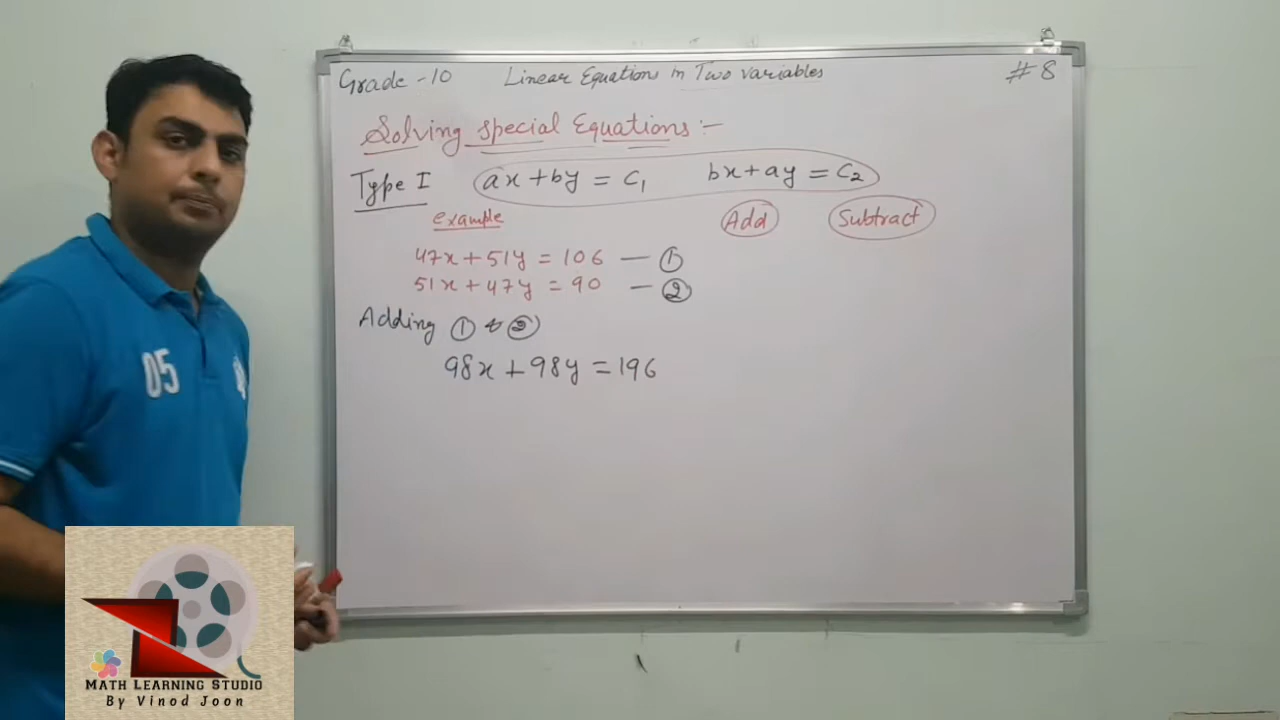 Grade - 10 Linear Equations in Two variables # 8
Solving special Equations :-
Type I ax + by = C₁ bx + ay = C₂
example Add Subtract
47x + 51y = 106 — ①
51x + 47y = 90 — ②
Adding ① & ②
98x + 98y = 196
05
MATH LEARNING STUDIO
By Vinod Joon